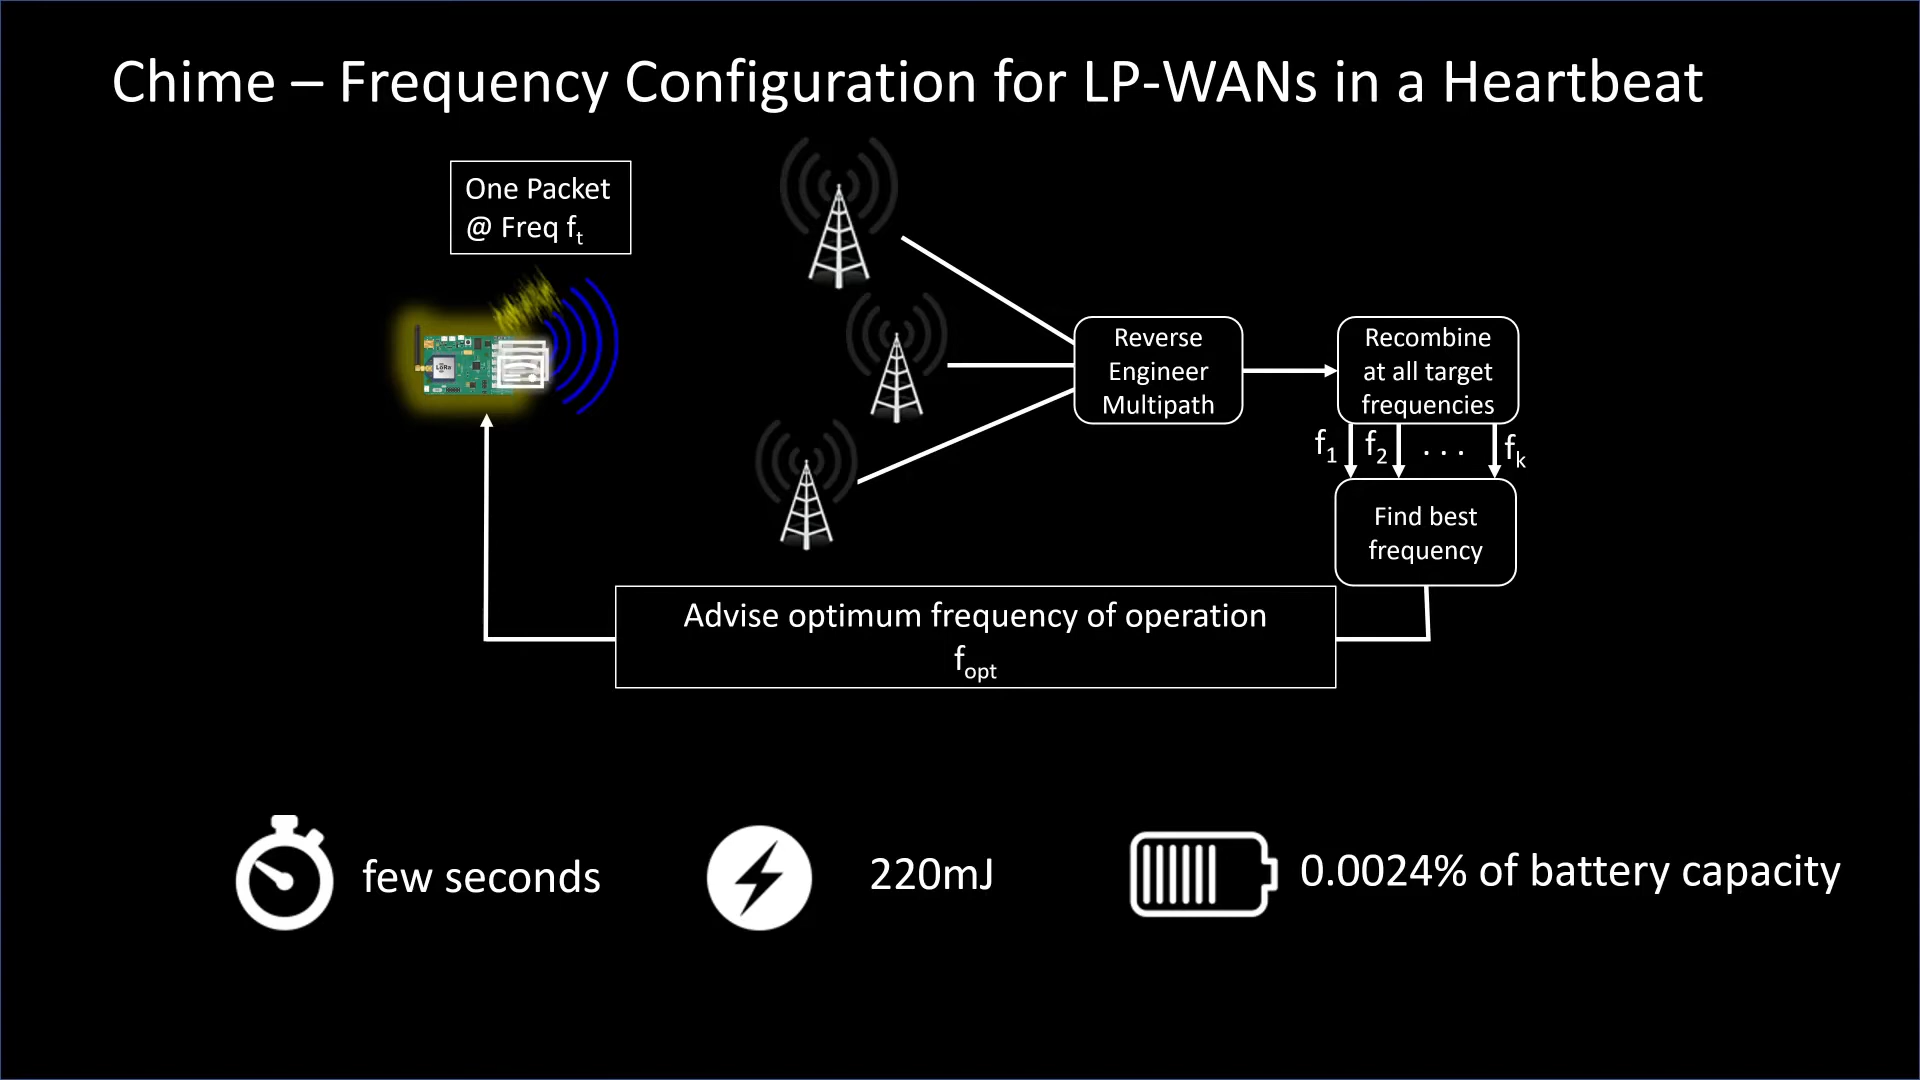 Chime – Frequency Configuration for LP-WANs in a Heartbeat
One Packet
@ Freq ft
LoRa
Reverse
Engineer
Multipath
Recombine
at all target
frequencies
f1 f2 . . . fk
Find best
frequency
Advise optimum frequency of operation
fopt
few seconds
220mJ
0.0024% of battery capacity